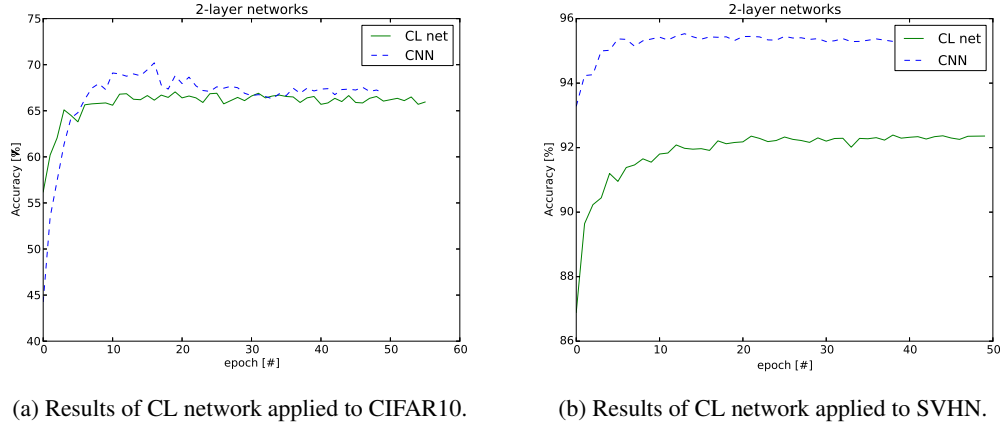 2-layer networks
CL net
CNN
75
70
65
60
55
50
45
40
Accuracy [%]
0 10 20 30 40 50 60
epoch [#]
(a) Results of CL network applied to CIFAR10.
2-layer networks
CL net
CNN
96
94
92
90
88
86
Accuracy [%]
0 10 20 30 40 50
epoch [#]
(b) Results of CL network applied to SVHN.